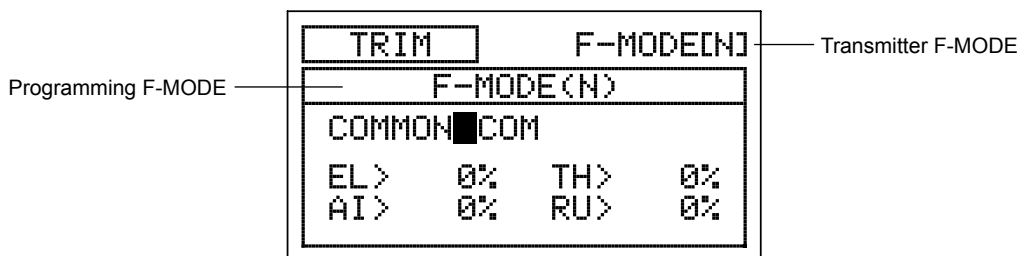 TRIM F-MODE[N] Transmitter F-MODE
Programming F-MODE F-MODE(N)
COMMON COM
EL> 0% TH> 0%
AI> 0% RU> 0%